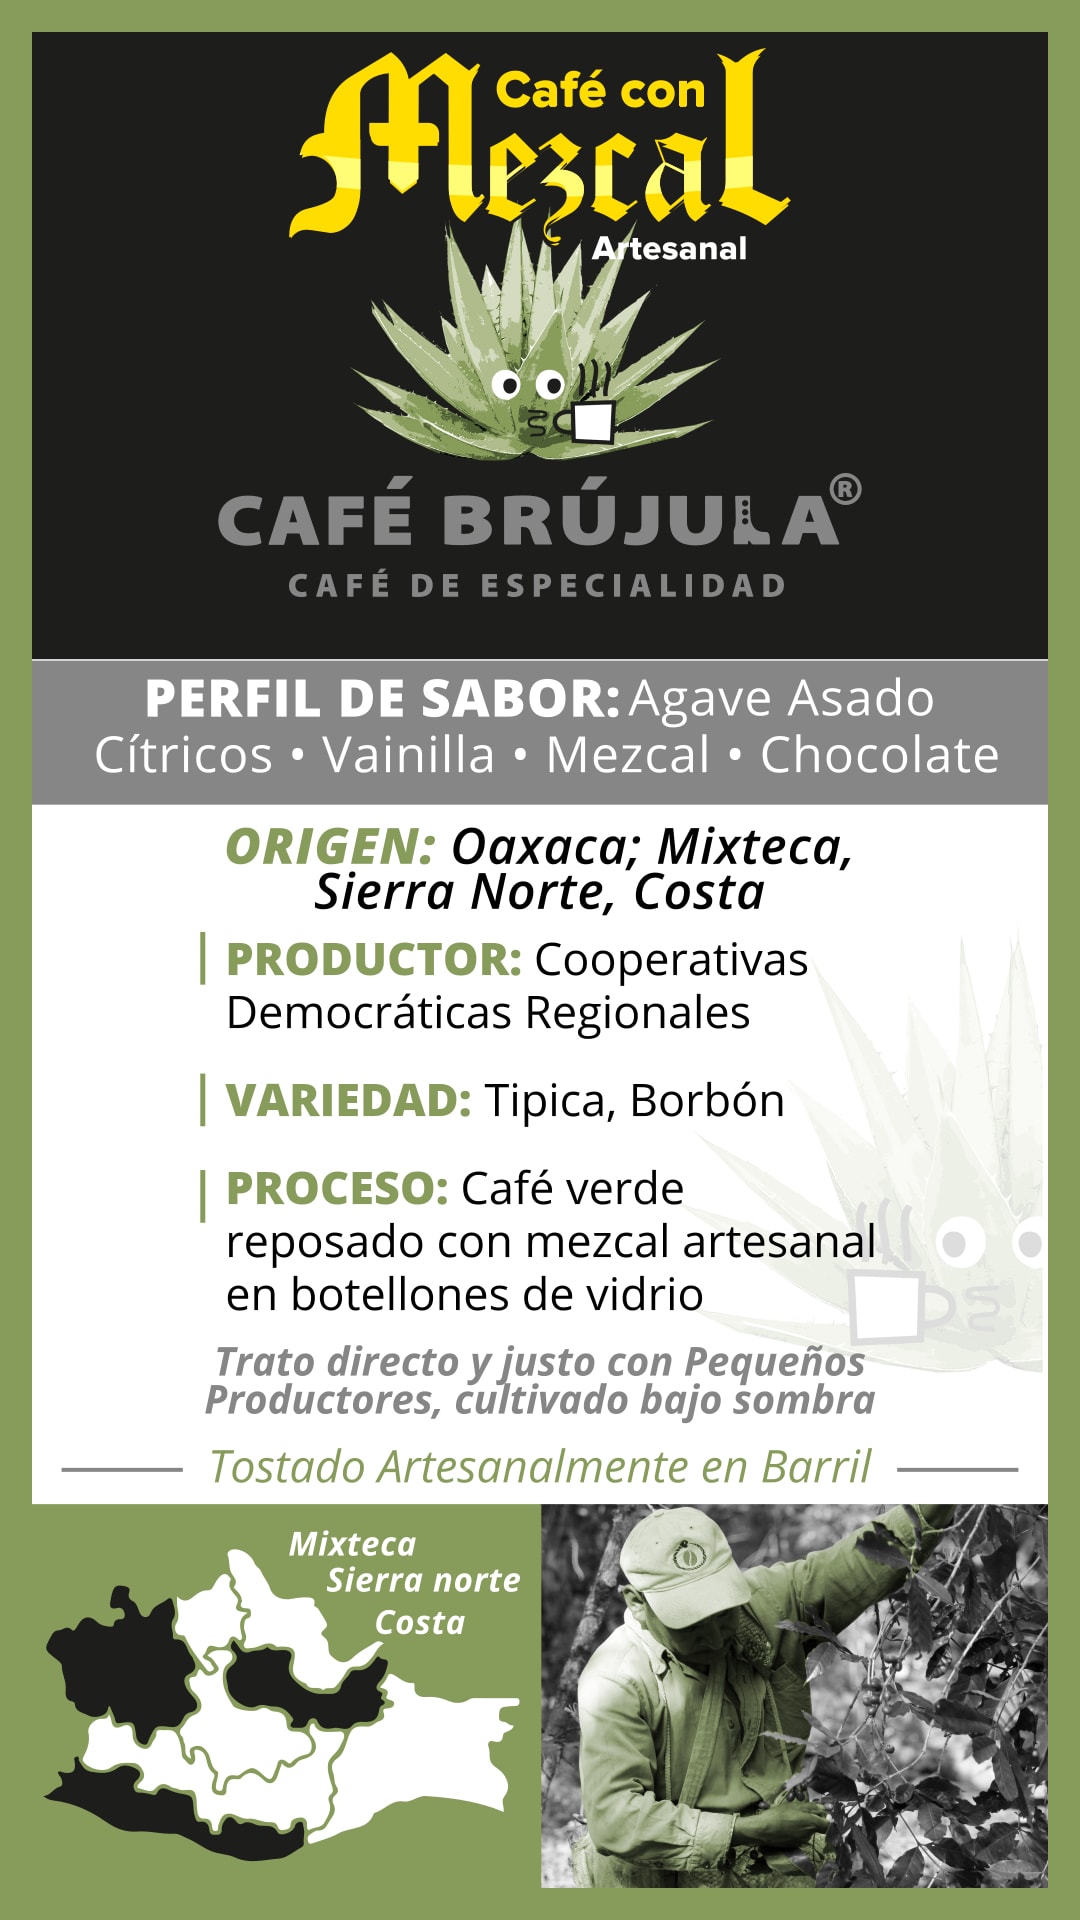 Café con
Mezcal
Artesanal
CAFÉ BRÚJULA®
CAFÉ DE ESPECIALIDAD
PERFIL DE SABOR: Agave Asado
Cítricos • Vainilla • Mezcal • Chocolate
ORIGEN: Oaxaca; Mixteca,
Sierra Norte, Costa
PRODUCTOR: Cooperativas
Democráticas Regionales
VARIEDAD: Tipica, Borbón
PROCESO: Café verde
reposado con mezcal artesanal
en botellones de vidrio
Trato directo y justo con Pequeños
Productores, cultivado bajo sombra
Tostado Artesanalmente en Barril
Mixteca
Sierra norte
Costa